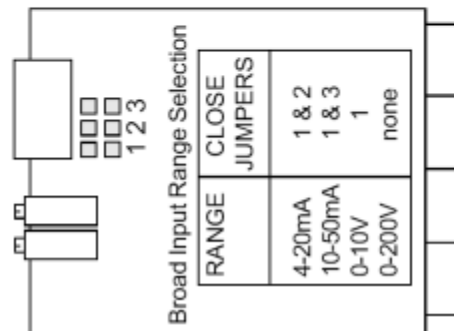 1 2 3
Broad Input Range Selection
RANGE CLOSE JUMPERS
4-20mA 1 & 2
10-50mA 1 & 3
0-10V 1
0-200V none